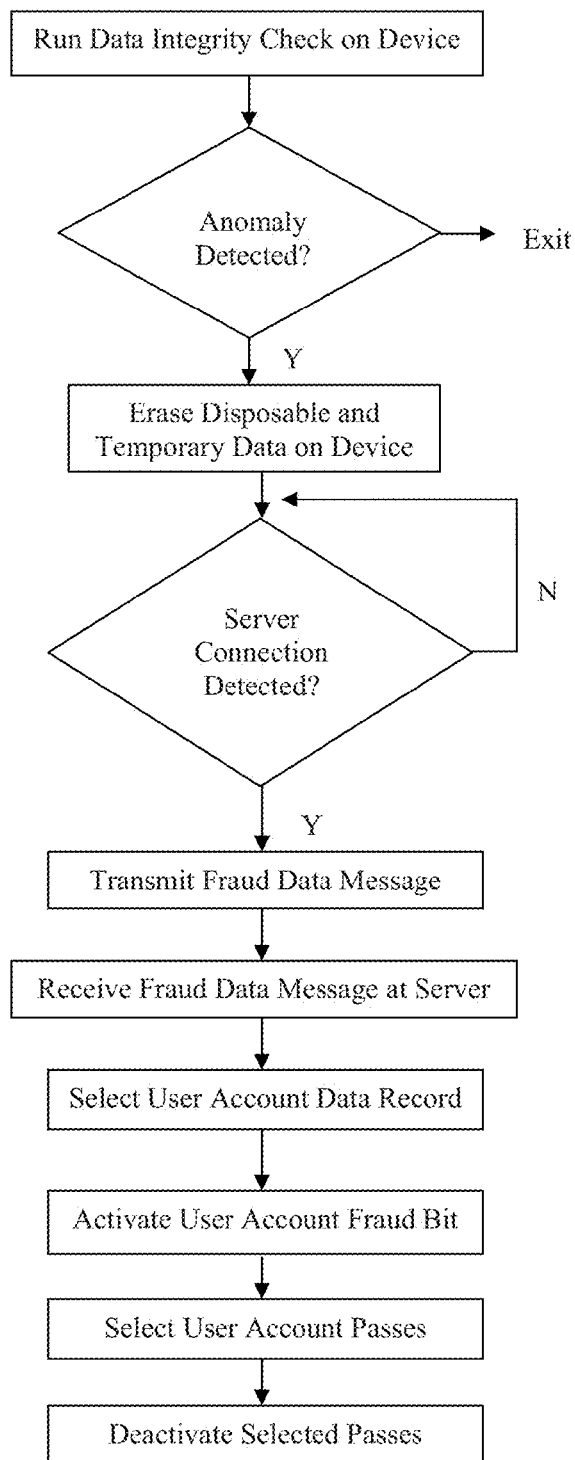 Run Data Integrity Check on Device
Anomaly
Detected?
Exit
Y
Erase Disposable and
Temporary Data on Device
N
Server
Connection
Detected?
Y
Transmit Fraud Data Message
Receive Fraud Data Message at Server
Select User Account Data Record
Activate User Account Fraud Bit
Select User Account Passes
Deactivate Selected Passes